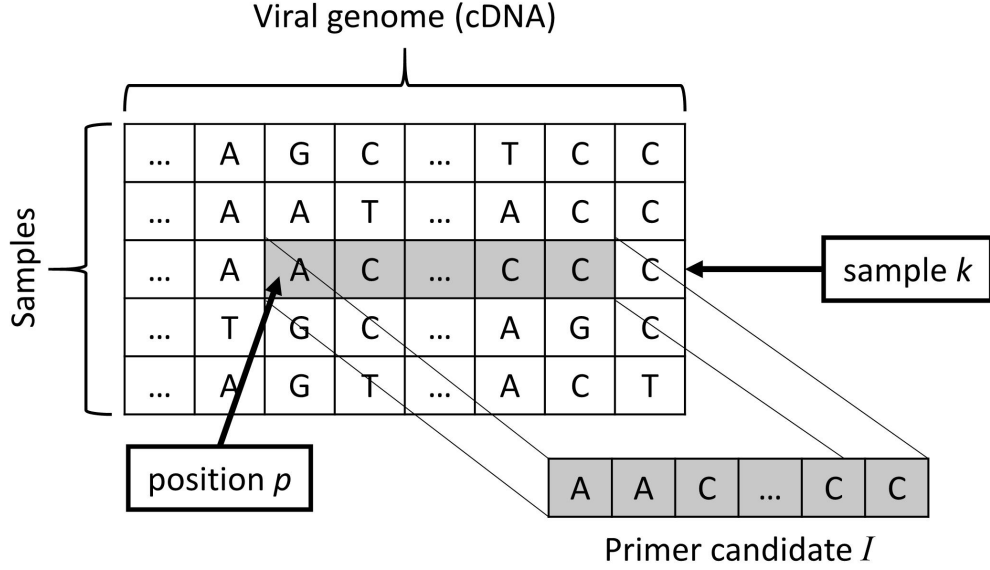 Viral genome (cDNA)
Samples
... A G C ... T C C
... A A T ... A C C
... A A C ... C C C
... T G C ... A G C
... A G T ... A C T
sample k
position p
A A C ... C C
Primer candidate I